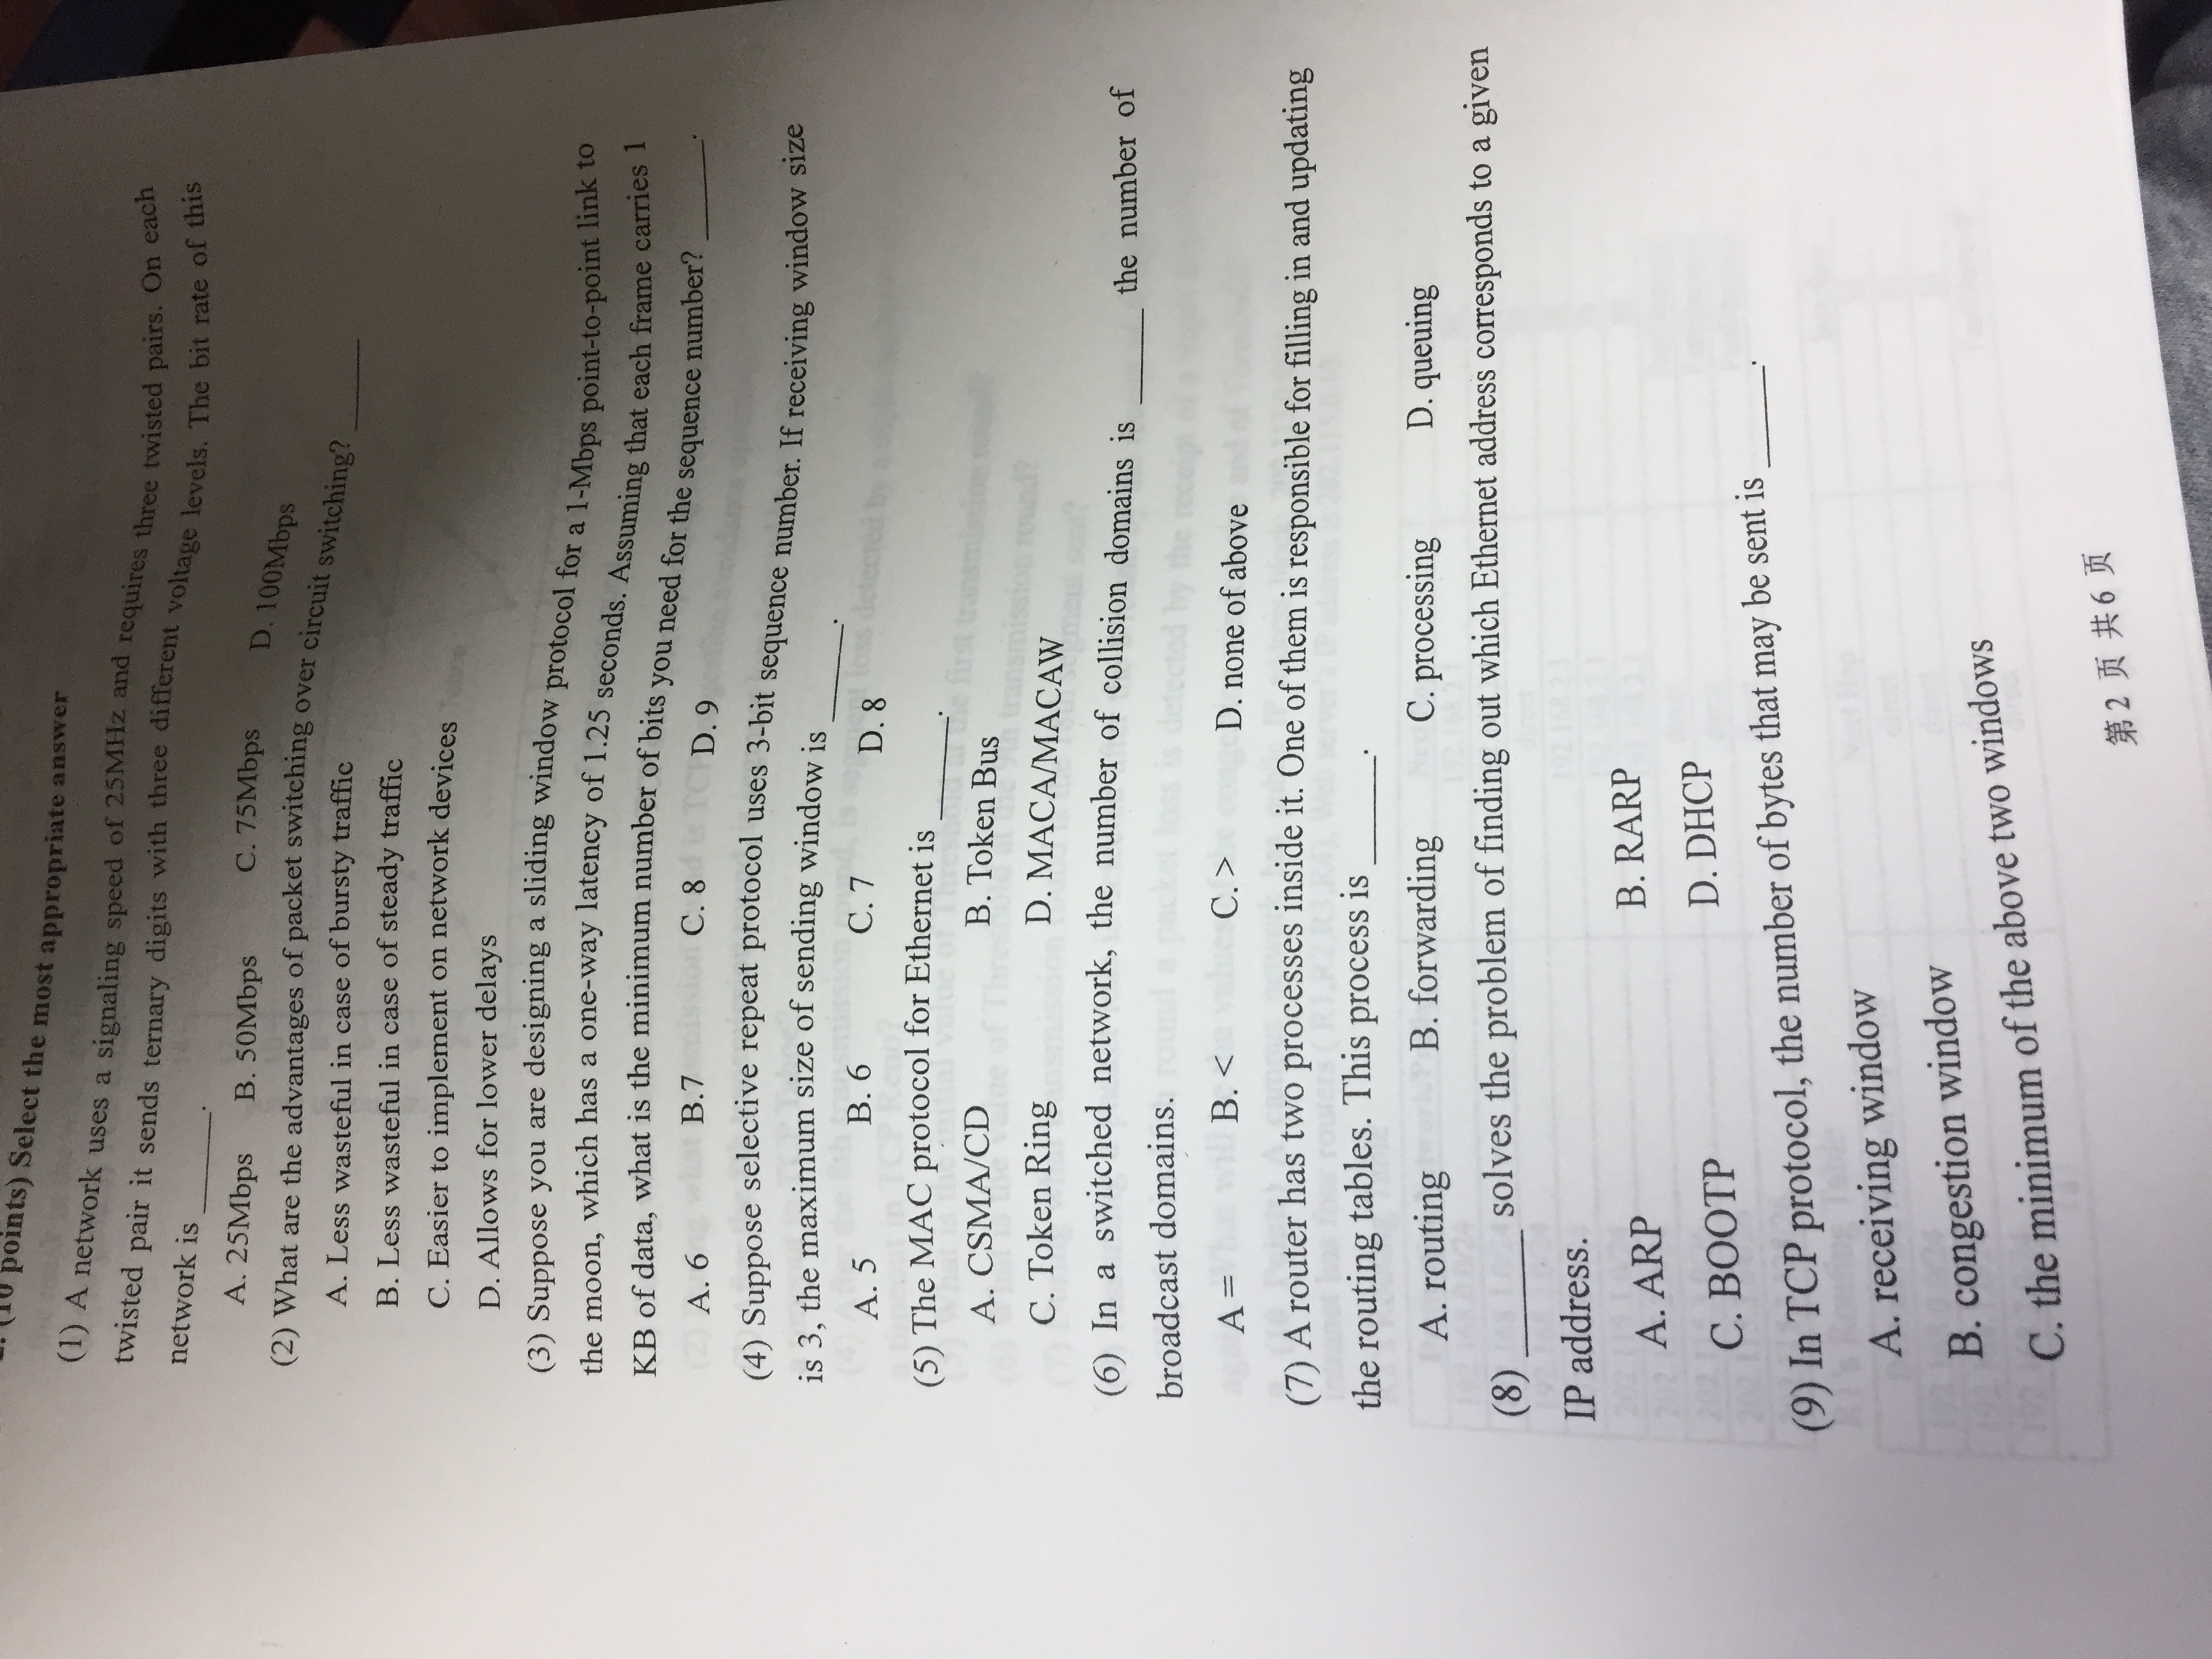 (10 points) Select the most appropriate answer
(1) A network uses a signaling speed of 25MHz and requires three twisted pairs. On each
twisted pair it sends ternary digits with three different voltage levels. The bit rate of this
network is ______.
A. 25Mbps B. 50Mbps C. 75Mbps D. 100Mbps
(2) What are the advantages of packet switching over circuit switching? ______
A. Less wasteful in case of bursty traffic
B. Less wasteful in case of steady traffic
C. Easier to implement on network devices
D. Allows for lower delays
(3) Suppose you are designing a sliding window protocol for a 1-Mbps point-to-point link to
the moon, which has a one-way latency of 1.25 seconds. Assuming that each frame carries 1
KB of data, what is the minimum number of bits you need for the sequence number? ______.
A. 6 B.7 C. 8 D. 9
(4) Suppose selective repeat protocol uses 3-bit sequence number. If receiving window size
is 3, the maximum size of sending window is ______.
A. 5 B. 6 C. 7 D. 8
(5) The MAC protocol for Ethernet is ______.
A. CSMA/CD B. Token Bus
C. Token Ring D. MACA/MACAW
(6) In a switched network, the number of collision domains is ______ the number of
broadcast domains.
A = B. < C. > D. none of above
(7) A router has two processes inside it. One of them is responsible for filling in and updating
the routing tables. This process is ______.
A. routing B. forwarding C. processing D. queuing
(8) ______ solves the problem of finding out which Ethernet address corresponds to a given
IP address.
A. ARP B. RARP
C. BOOTP D. DHCP
(9) In TCP protocol, the number of bytes that may be sent is ______.
A. receiving window
B. congestion window
C. the minimum of the above two windows
第 2 页 共 6 页